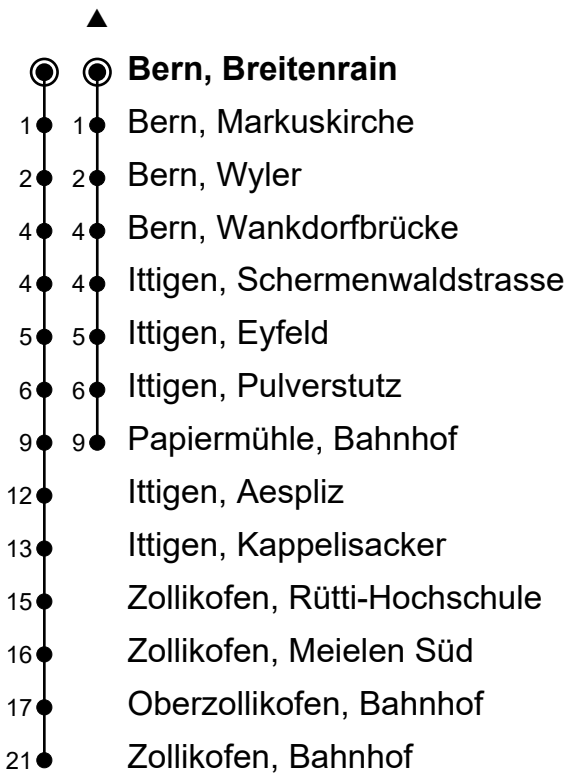 ▲
Bern, Breitenrain
1 1 Bern, Markuskirche
2 2 Bern, Wyler
4 4 Bern, Wankdorfbrücke
4 4 Ittigen, Schermenwaldstrasse
5 5 Ittigen, Eyfeld
6 6 Ittigen, Pulverstutz
9 9 Papiermühle, Bahnhof
12 Ittigen, Aespliz
13 Ittigen, Kappelisacker
15 Zollikofen, Rütti-Hochschule
16 Zollikofen, Meielen Süd
17 Oberzollikofen, Bahnhof
21 Zollikofen, Bahnhof